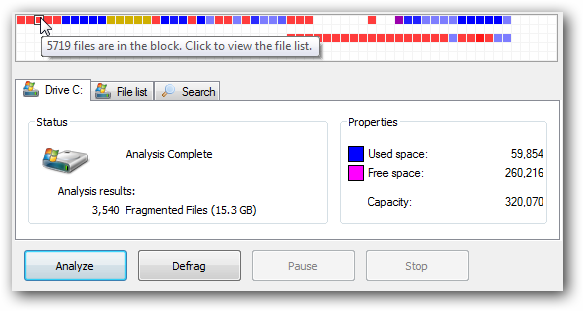 5719 files are in the block. Click to view the file list.
Drive C: File list Search
Status
Analysis Complete
Analysis results:
3,540 Fragmented Files (15.3 GB)
Properties
Used space: 59,854
Free space: 260,216
Capacity: 320,070
Analyze Defrag Pause Stop